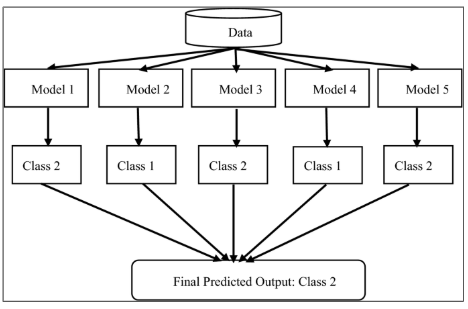 Data
Model 1
Model 2
Model 3
Model 4
Model 5
Class 2
Class 1
Class 2
Class 1
Class 2
Final Predicted Output: Class 2